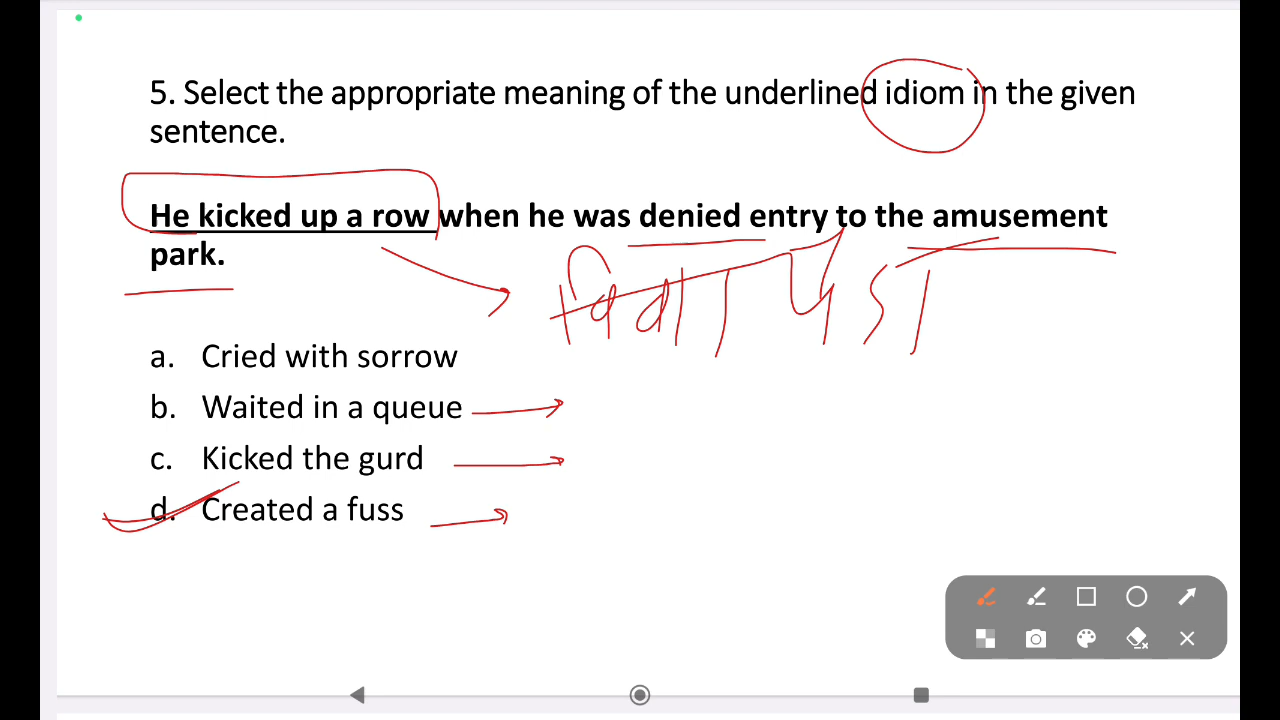 5. Select the appropriate meaning of the underlined idiom in the given
sentence.
He kicked up a row when he was denied entry to the amusement
park.
a. Cried with sorrow
b. Waited in a queue
c. Kicked the gurd
d. Created a fuss